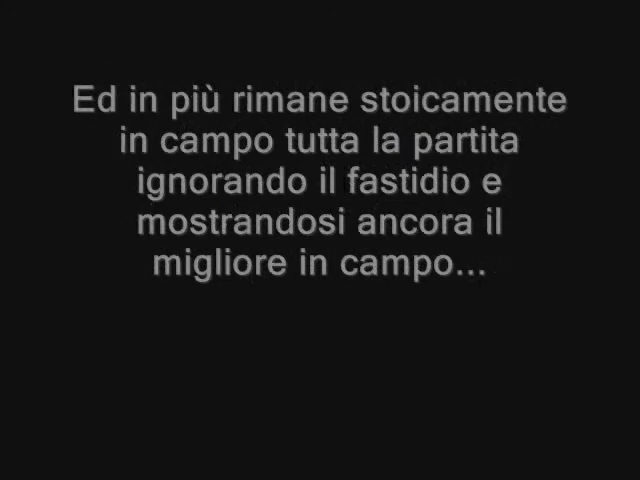 Ed in più rimane stoicamente
in campo tutta la partita
ignorando il fastidio e
mostrandosi ancora il
migliore in campo...